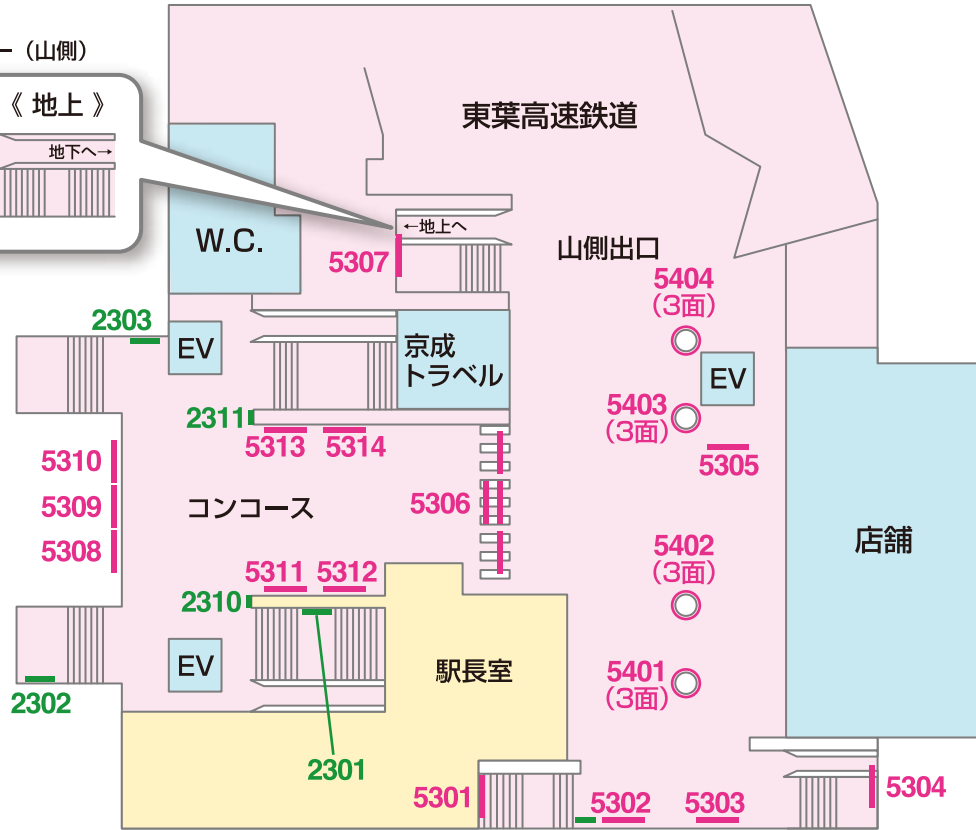 ー（山側）
《 地上 》
地下へ→
東葉高速鉄道
W.C.
←地上へ
5307
山側出口
5404
（3面）
2303
EV
京成
トラベル
EV
5403
（3面）
2311
5313
5314
5305
5310
5309
5308
コンコース
5306
店舗
5402
（3面）
5311
5312
2310
EV
駅長室
5401
（3面）
2302
2301
5301
5302
5303
5304